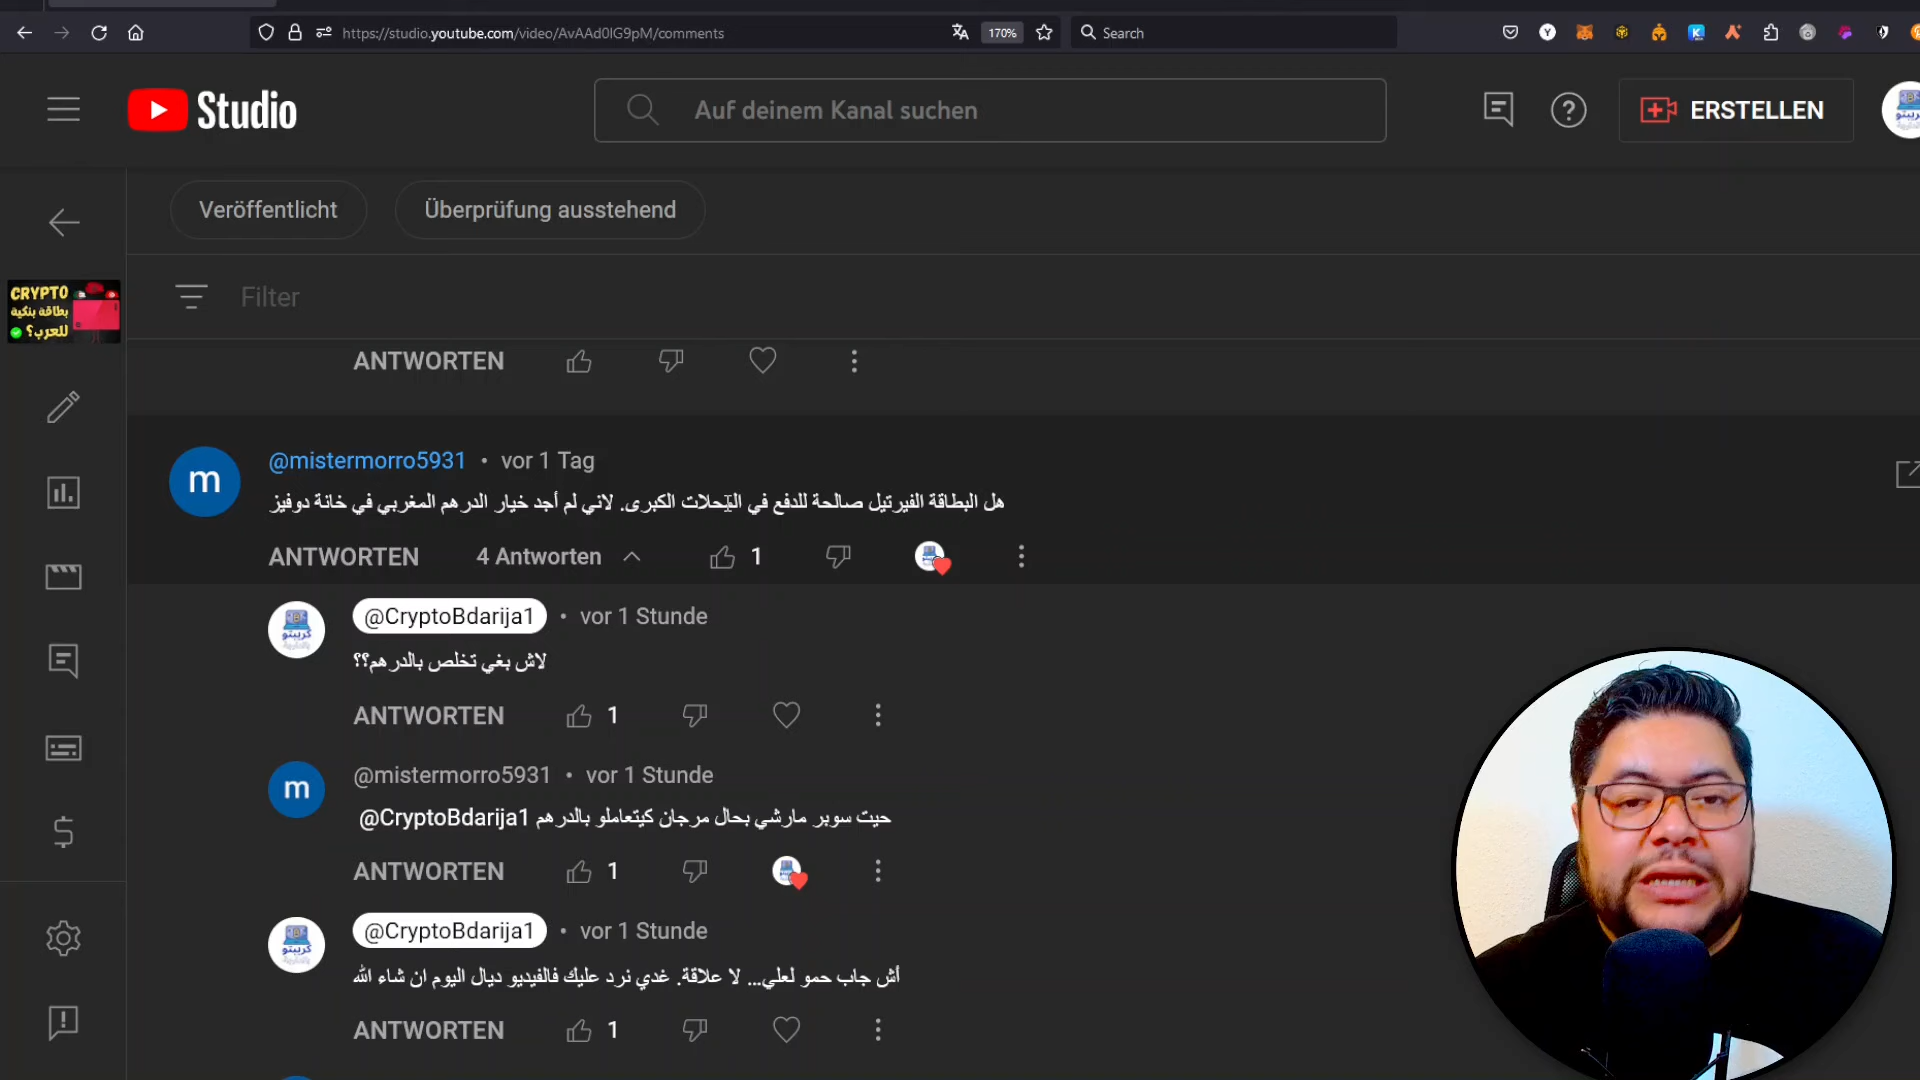 https://studio.youtube.com/video/AvAAd0lG9pM/comments
170%
Search
Studio
Auf deinem Kanal suchen
ERSTELLEN
Veröffentlicht
Überprüfung ausstehend
CRYPTO
بطاقة بنكية
للعرب؟
Filter
ANTWORTEN
@mistermorro5931 • vor 1 Tag
هل البطاقة الفيرتيل صالحة للدفع في المحلات الكبرى. لاني لم أجد خيار الدرهم المغربي في خانة دوفيز
ANTWORTEN 4 Antworten 1
@CryptoBdarija1 • vor 1 Stunde
لاش بغي تخلص بالدرهم؟؟
ANTWORTEN 1
@mistermorro5931 • vor 1 Stunde
@CryptoBdarija1 حيت سوبر مارشي بحال مرجان كيتعاملو بالدرهم
ANTWORTEN 1
@CryptoBdarija1 • vor 1 Stunde
أش جاب حمو لعلي... لا علاقة. غدي نرد عليك فالفيديو ديال اليوم ان شاء الله
ANTWORTEN 1